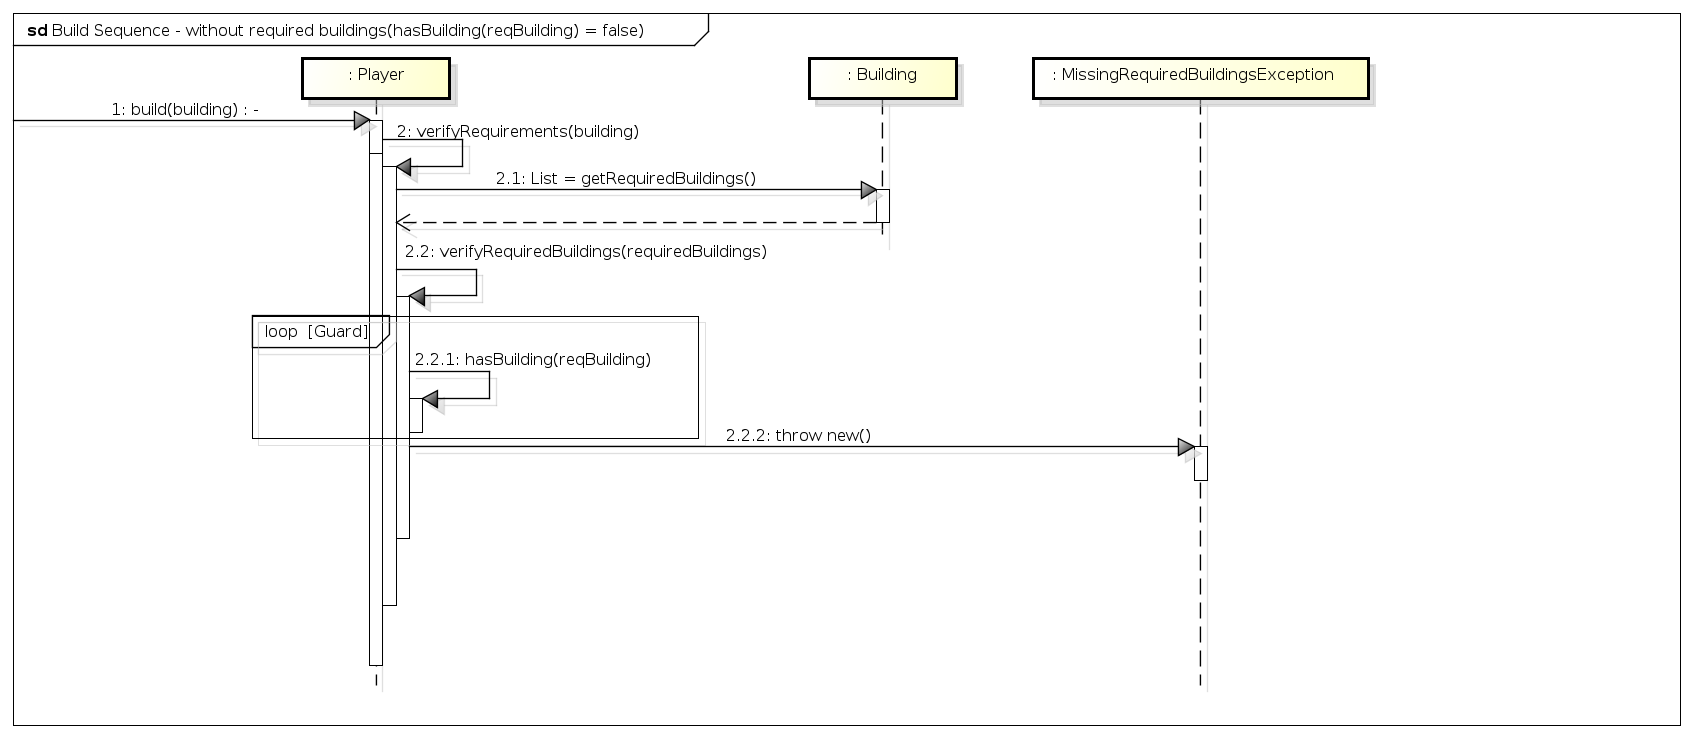 sd Build Sequence - without required buildings(hasBuilding(reqBuilding) = false)
: Player
: Building
: MissingRequiredBuildingsException
1: build(building) : -
2: verifyRequirements(building)
2.1: List = getRequiredBuildings()
2.2: verifyRequiredBuildings(requiredBuildings)
loop [Guard]
2.2.1: hasBuilding(reqBuilding)
2.2.2: throw new()